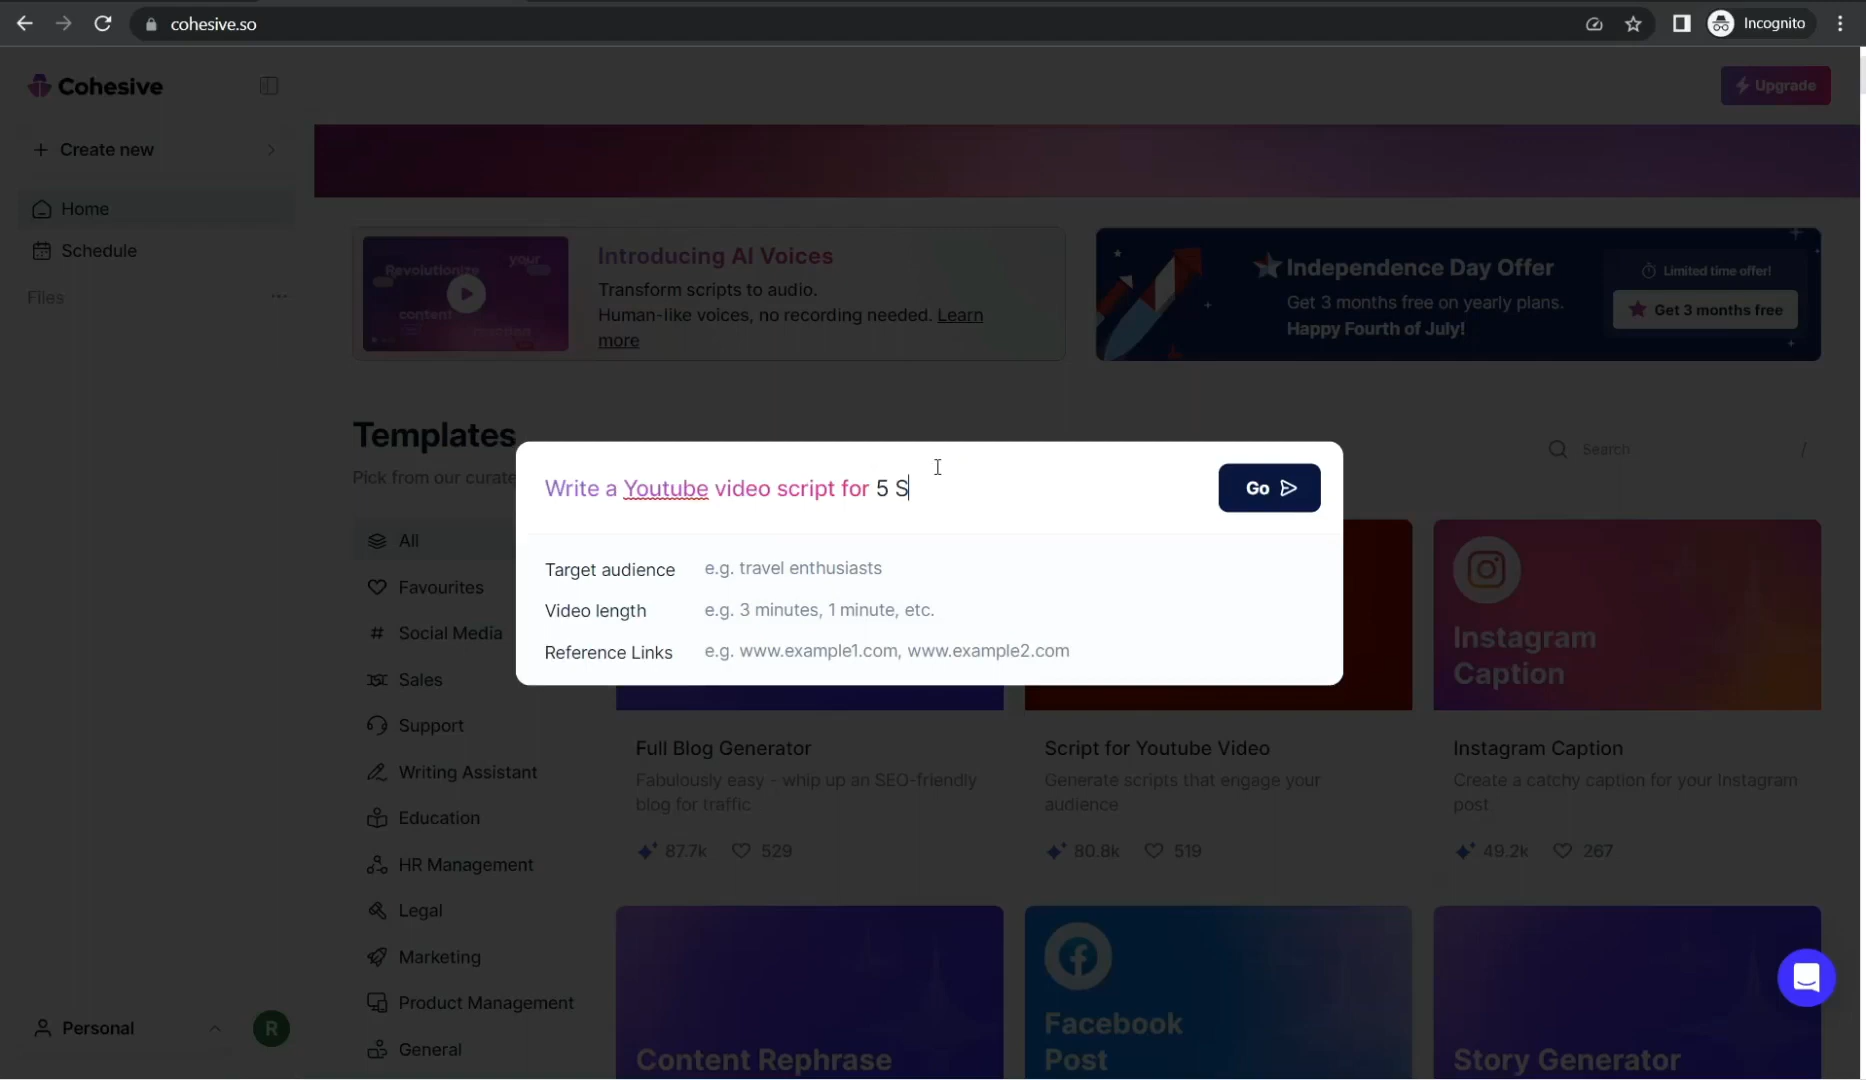 cohesive.so
Incognito
Cohesive
Upgrade
+ Create new
Home
Schedule
Files
Revolutionize your
content
Introducing AI Voices
Transform scripts to audio.
Human-like voices, no recording needed. Learn
more
Independence Day Offer
Get 3 months free on yearly plans.
Happy Fourth of July!
Limited time offer!
Get 3 months free
Templates
Pick from our curate
Search
/
Write a Youtube video script for 5 S
Go
Target audience e.g. travel enthusiasts
Video length e.g. 3 minutes, 1 minute, etc.
Reference Links e.g. www.example1.com, www.example2.com
All
Favourites
# Social Media
Sales
Support
Writing Assistant
Education
HR Management
Legal
Marketing
Product Management
General
Instagram
Caption
Full Blog Generator
Fabulously easy - whip up an SEO-friendly
blog for traffic
87.7k 529
Script for Youtube Video
Generate scripts that engage your
audience
80.8k 519
Instagram Caption
Create a catchy caption for your Instagram
post
49.2k 267
Content Rephrase
Facebook
Post
Story Generator
Personal
R